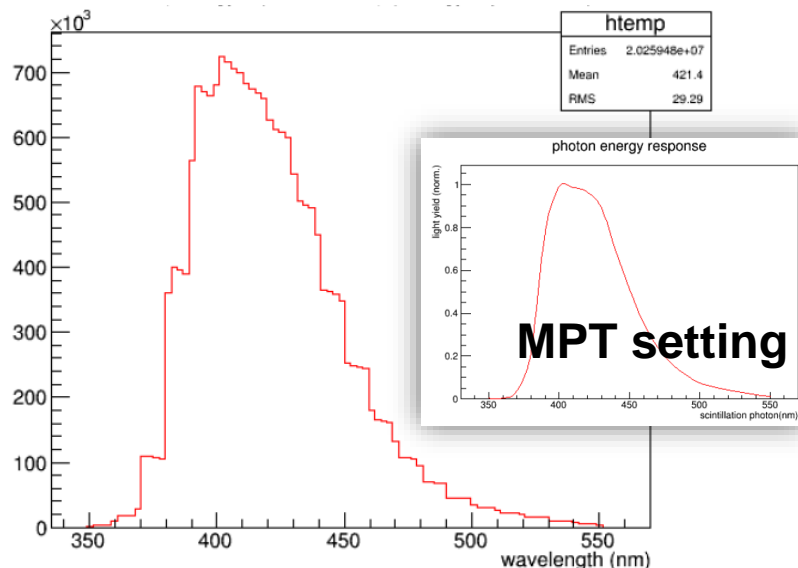 ×10³
htemp
Entries 2.025948e+07
Mean 421.4
RMS 29.29
700
600
500
400
300
200
100
0
350 400 450 500 550
wavelength (nm)
photon energy response
light yield (norm.)
1
0.8
0.6
0.4
0.2
0
MPT setting
350 400 450 500 550
scintillation photon(nm)